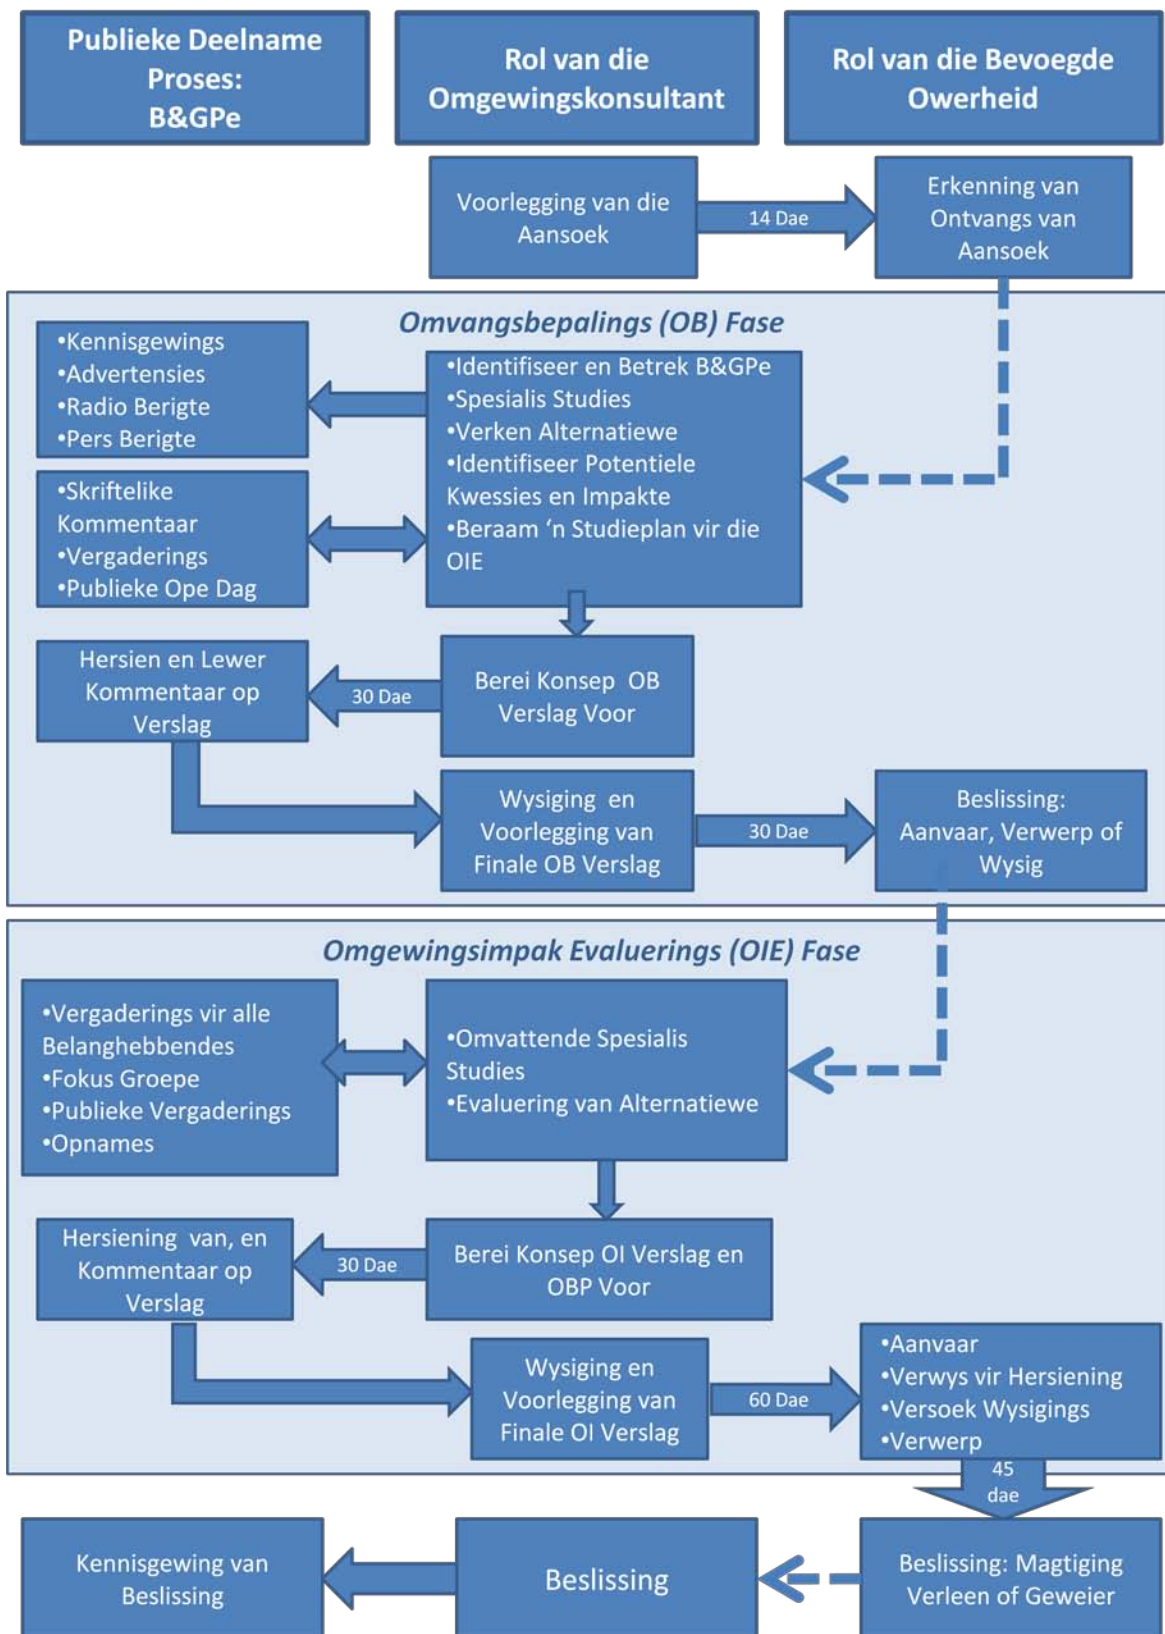 Publieke Deelname
Proses:
B&GPe
Rol van die
Omgewingskonsultant
Rol van die Bevoegde
Owerheid
Voorlegging van die
Aansoek
14 Dae
Erkenning van
Ontvangs van
Aansoek
Omvangsbepalings (OB) Fase
•Kennisgewings
•Advertensies
•Radio Berigte
•Pers Berigte
•Identifiseer en Betrek B&GPe
•Spesialis Studies
•Verken Alternatiewe
•Identifiseer Potentiele
Kwessies en Impakte
•Beraam ‘n Studieplan vir die
OIE
•Skriftelike
Kommentaar
•Vergaderings
•Publieke Ope Dag
Hersien en Lewer
Kommentaar op
Verslag
30 Dae
Berei Konsep OB
Verslag Voor
Wysiging en
Voorlegging van
Finale OB Verslag
30 Dae
Beslissing:
Aanvaar, Verwerp of
Wysig
Omgewingsimpak Evaluerings (OIE) Fase
•Vergaderings vir alle
Belanghebbendes
•Fokus Groepe
•Publieke Vergaderings
•Opnames
•Omvattende Spesialis
Studies
•Evaluering van Alternatiewe
Hersiening van, en
Kommentaar op
Verslag
30 Dae
Berei Konsep OI Verslag en
OBP Voor
Wysiging en
Voorlegging van
Finale OI Verslag
60 Dae
•Aanvaar
•Verwys vir Hersiening
•Versoek Wysigings
•Verwerp
45
dae
Kennisgewing van
Beslissing
Beslissing
Beslissing: Magtiging
Verleen of Geweier